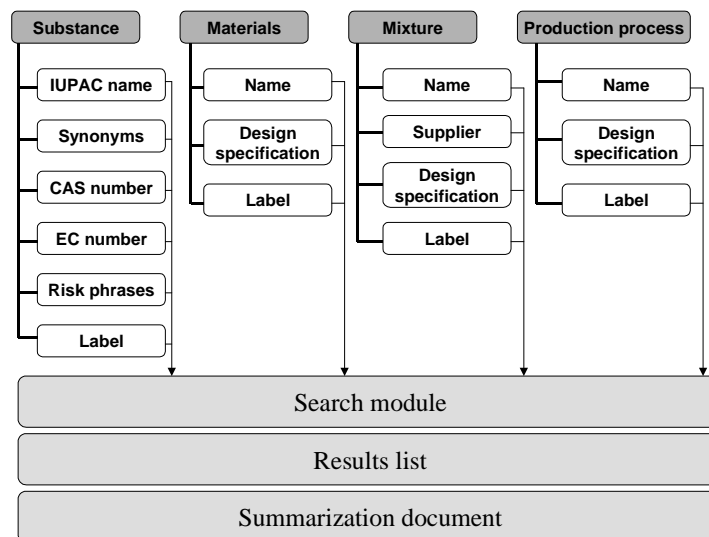 Substance
IUPAC name
Synonyms
CAS number
EC number
Risk phrases
Label
Materials
Name
Design
specification
Label
Mixture
Name
Supplier
Design
specification
Label
Production process
Name
Design
specification
Label
Search module
Results list
Summarization document